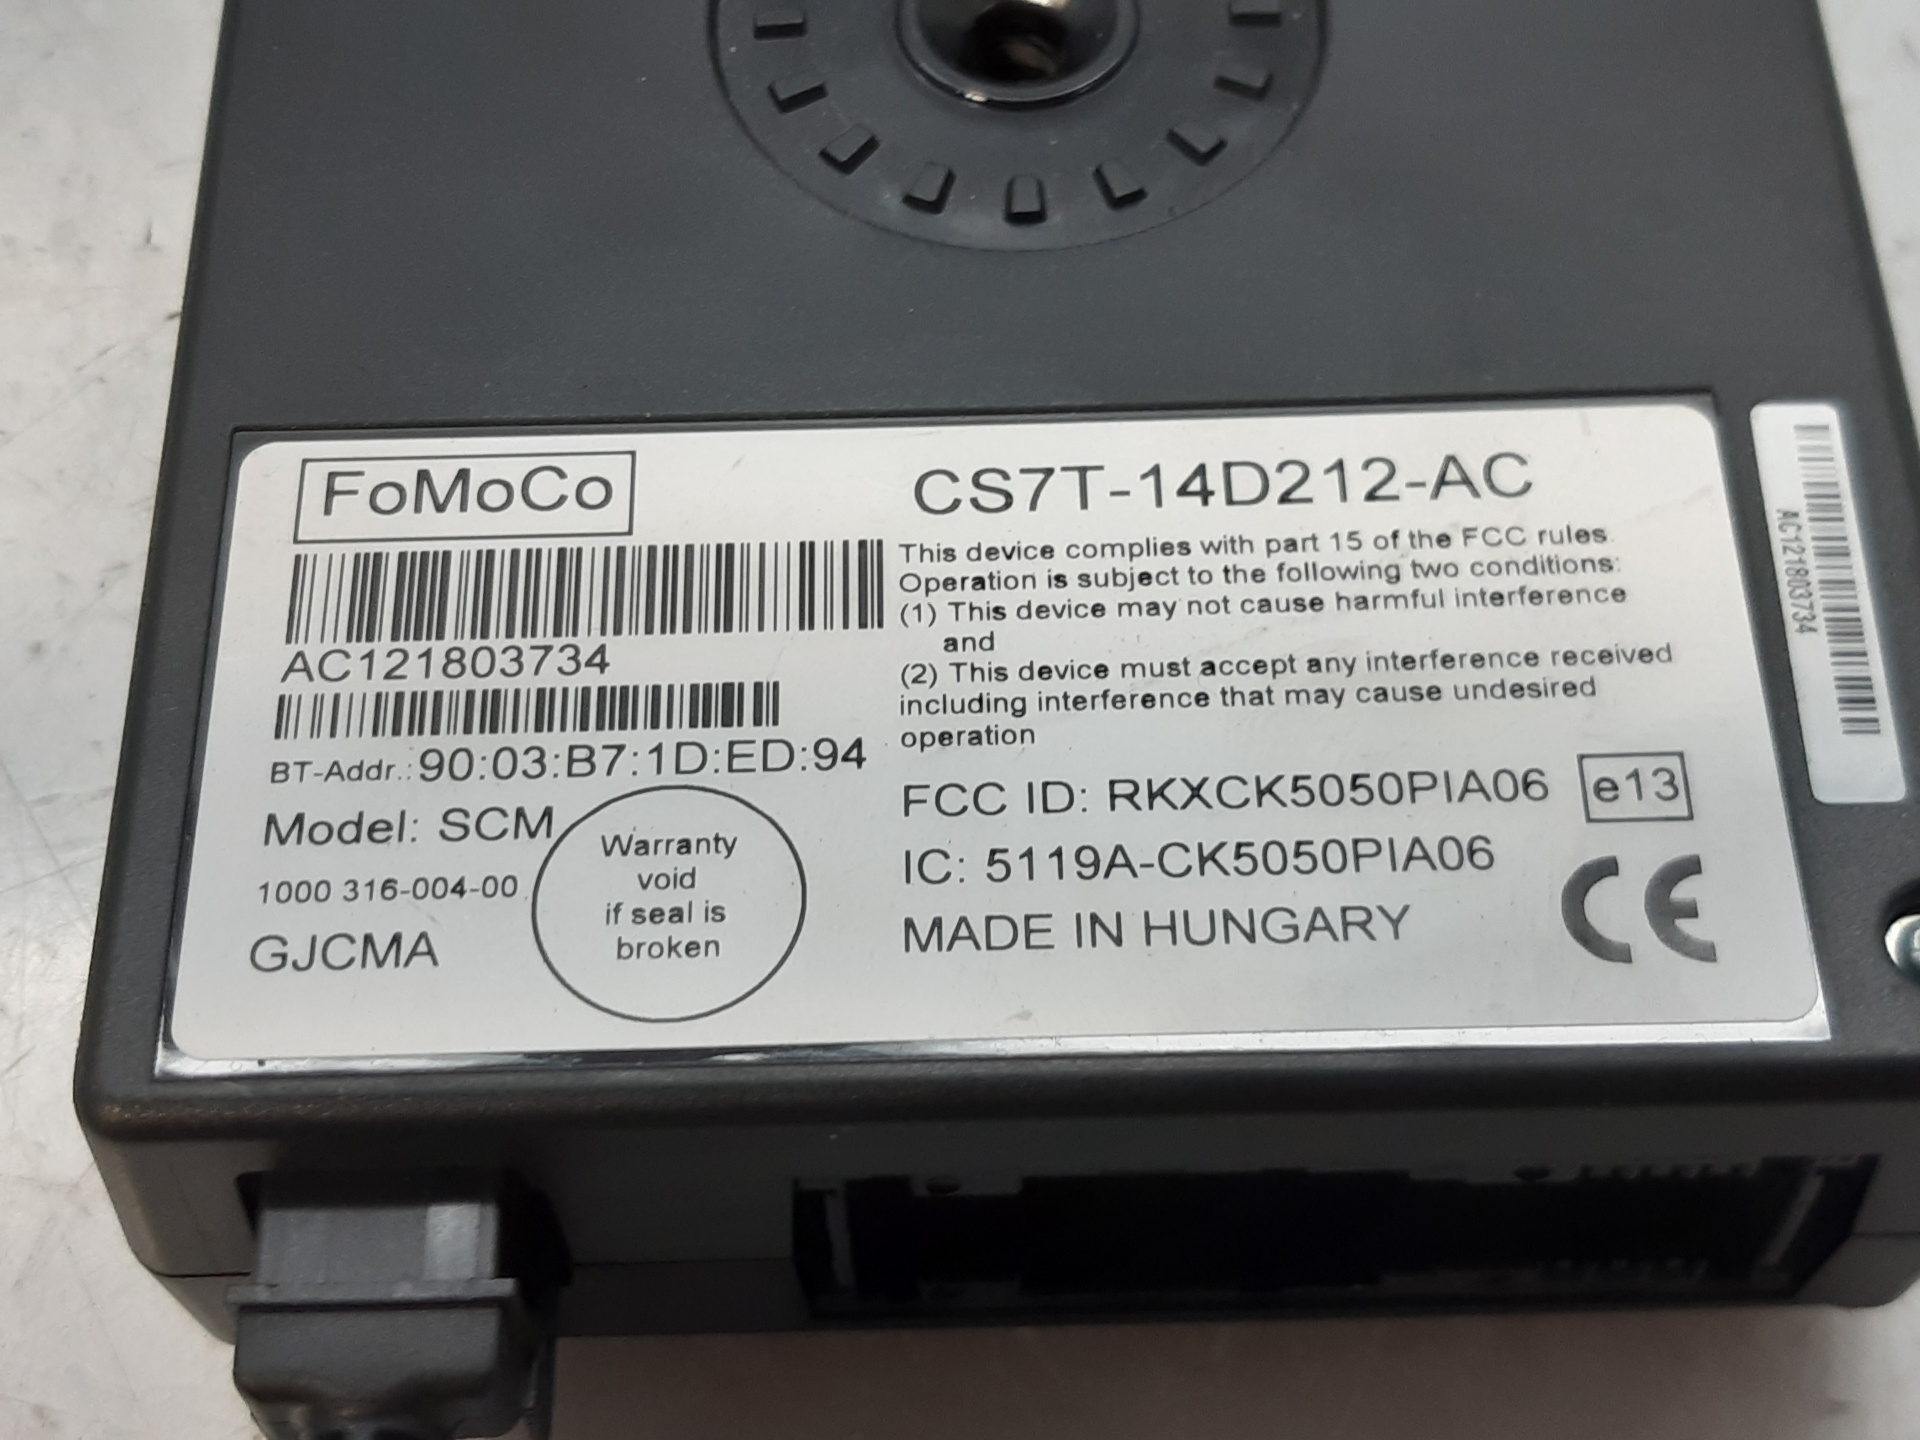 FoMoCo
CS7T-14D212-AC
AC121803734
BT-Addr.: 90:03:B7:1D:ED:94
Model: SCM
1000 316-004-00
GJCMA
Warranty
void
if seal is
broken
This device complies with part 15 of the FCC rules.
Operation is subject to the following two conditions:
(1) This device may not cause harmful interference
and
(2) This device must accept any interference received
including interference that may cause undesired
operation
FCC ID: RKXCK5050PIA06
e13
IC: 5119A-CK5050PIA06
MADE IN HUNGARY
CE
AC121803734